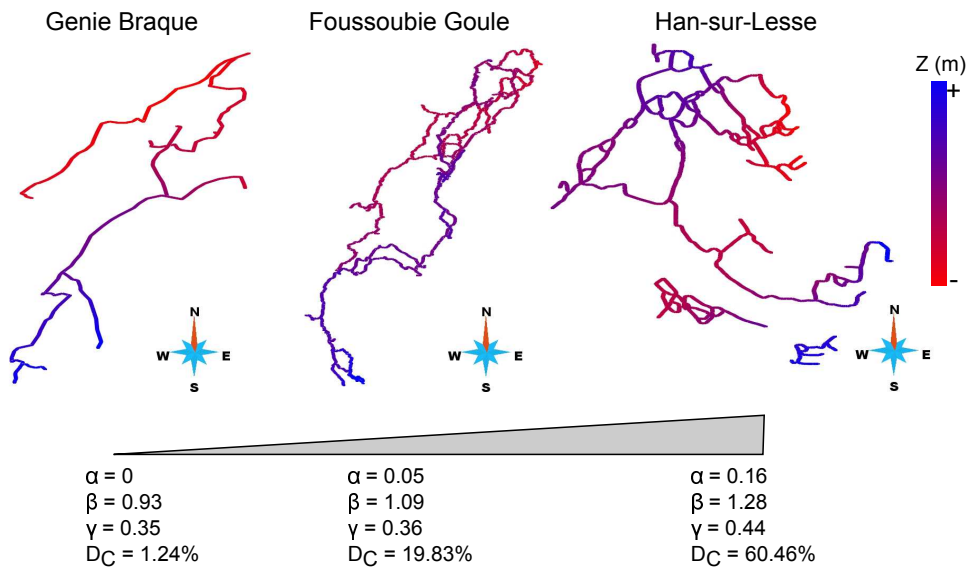 Genie Braque
Foussoubie Goule
Han-sur-Lesse
Z (m)
+
-
N
W E
S
N
W E
S
N
W E
S
α = 0
β = 0.93
γ = 0.35
DC = 1.24%
α = 0.05
β = 1.09
γ = 0.36
DC = 19.83%
α = 0.16
β = 1.28
γ = 0.44
DC = 60.46%